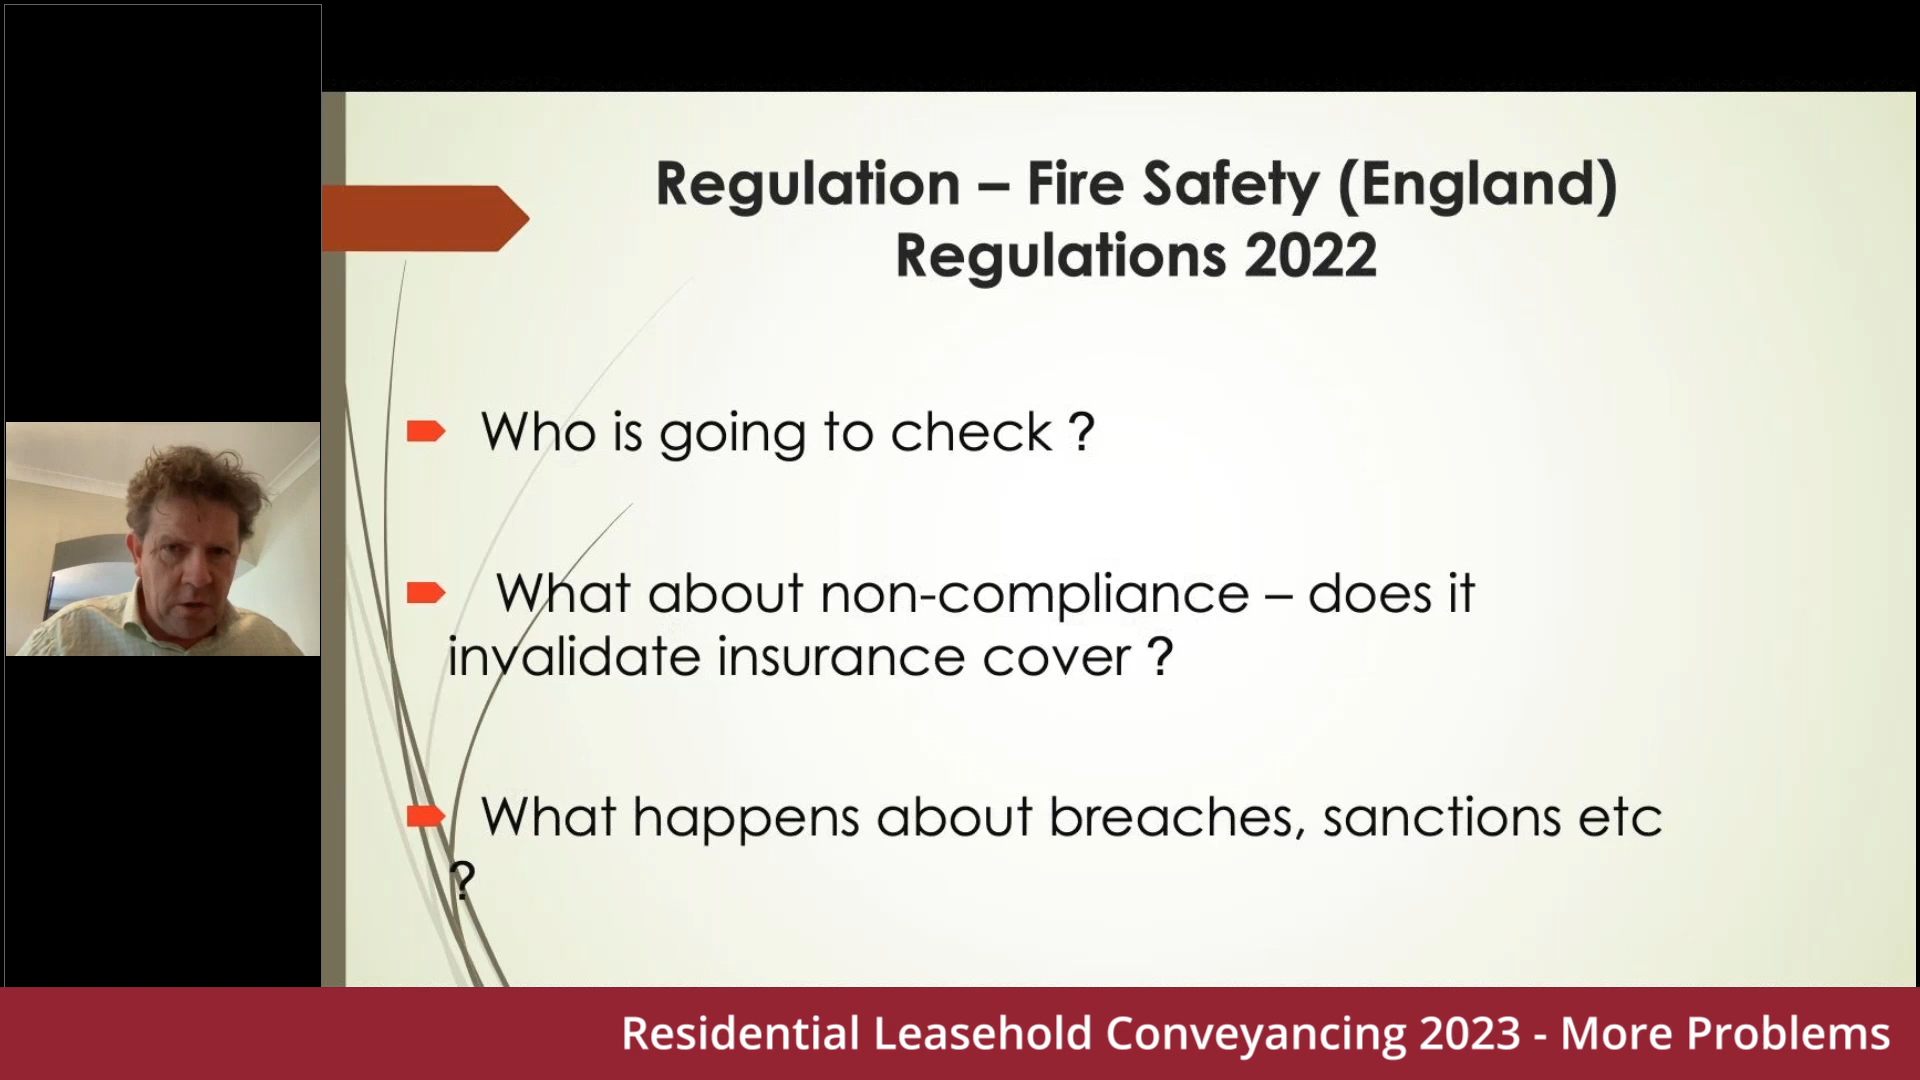 Regulation – Fire Safety (England)
Regulations 2022
Who is going to check ?
What about non-compliance – does it
invalidate insurance cover ?
What happens about breaches, sanctions etc
?
Residential Leasehold Conveyancing 2023 - More Problems